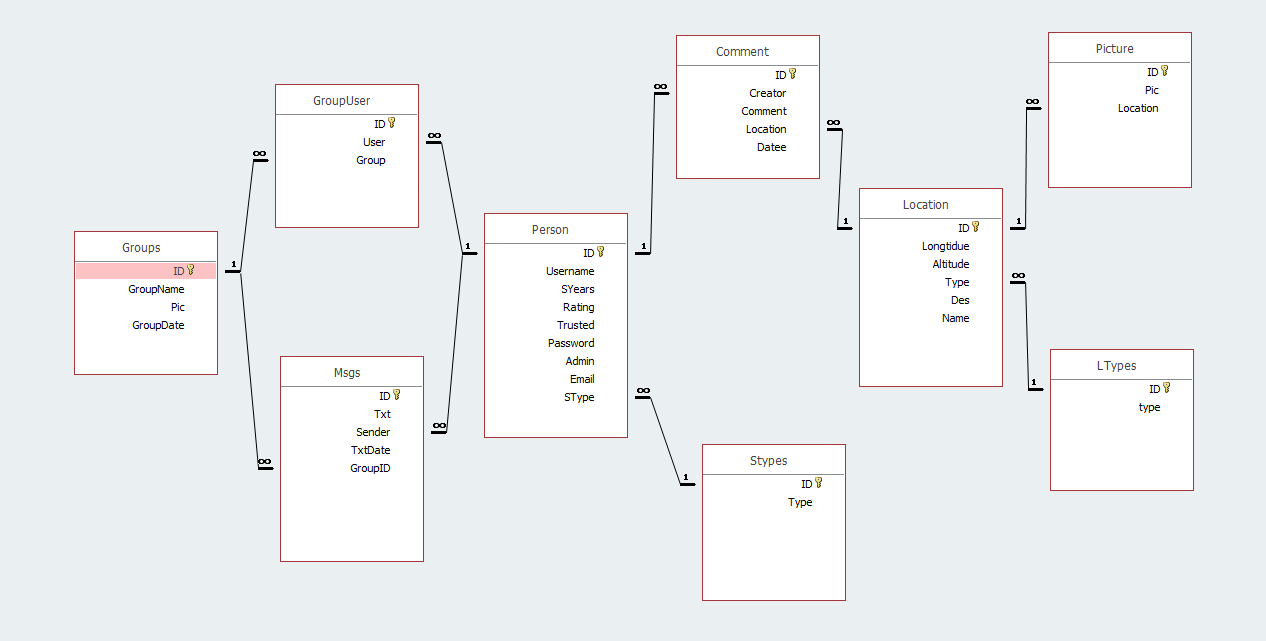 Groups
ID
GroupName
Pic
GroupDate
GroupUser
ID
User
Group
Msgs
ID
Txt
Sender
TxtDate
GroupID
Person
ID
Username
SYears
Rating
Trusted
Password
Admin
Email
SType
Comment
ID
Creator
Comment
Location
Datee
Stypes
ID
Type
Location
ID
Longtidue
Altitude
Type
Des
Name
Picture
ID
Pic
Location
LTypes
ID
type
1
∞
∞
∞
1
∞
∞
1
∞
1
∞
1
∞
1
∞
1